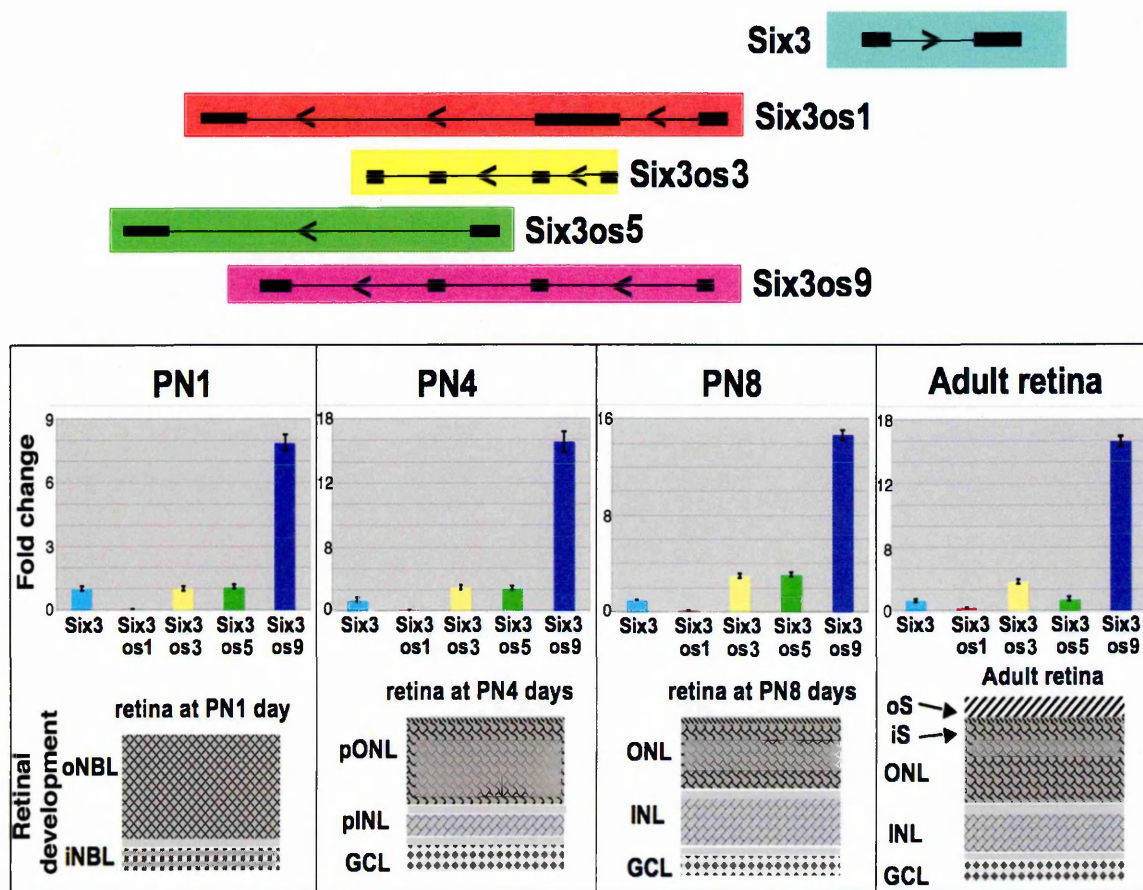 Six3
Six3os1
Six3os3
Six3os5
Six3os9
PN1
PN4
PN8
Adult retina
Fold change
9
6
3
0
18
12
8
0
16
8
0
18
12
8
0
Six3 Six3 Six3 Six3 Six3
os1 os3 os5 os9
Six3 Six3 Six3 Six3 Six3
os1 os3 os5 os9
Six3 Six3 Six3 Six3 Six3
os1 os3 os5 os9
Six3 Six3 Six3 Six3 Six3
os1 os3 os5 os9
Retinai
development
retina at PN1 day
oNBL
iNBL
retina at PN4 days
pONL
pINL
GCL
retina at PN8 days
ONL
INL
GCL
Adult retina
oS
iS
ONL
INL
GCL